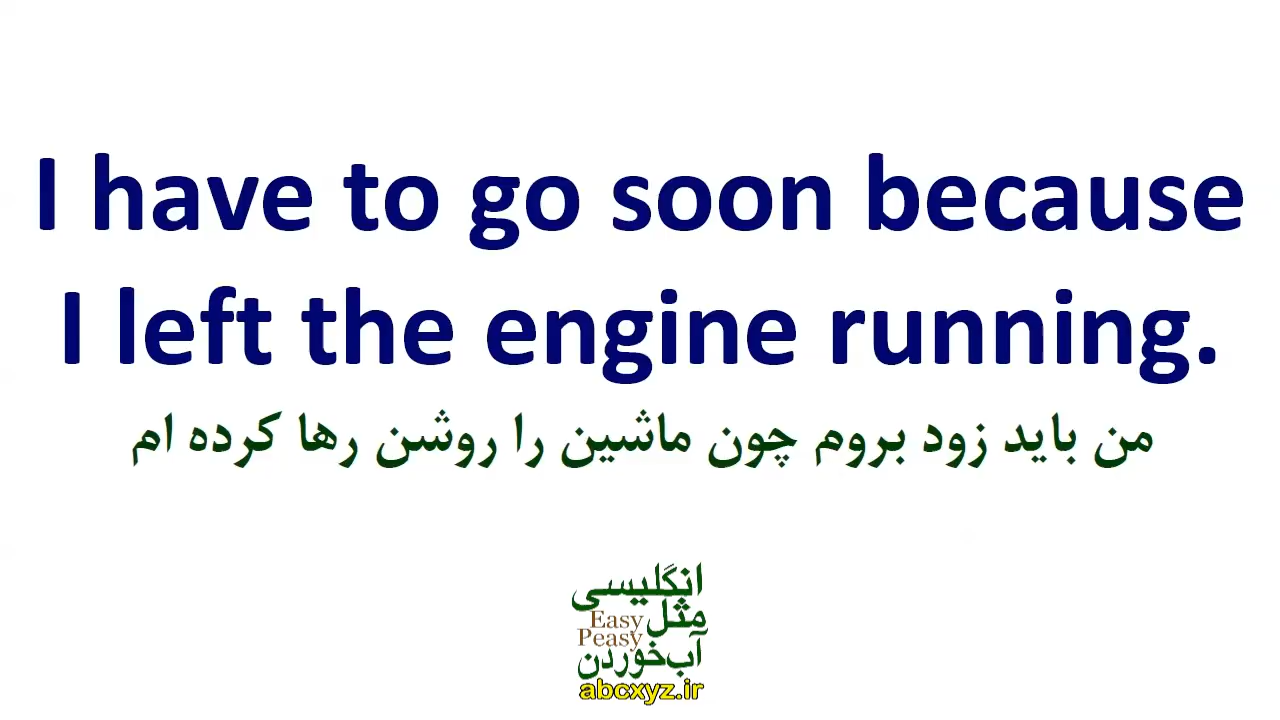 I have to go soon because
I left the engine running.
من باید زود بروم چون ماشین را روشن رها کرده ام
انگلیسی
مثل
Easy
Peasy
آب‌خوردن
abcxyz.ir